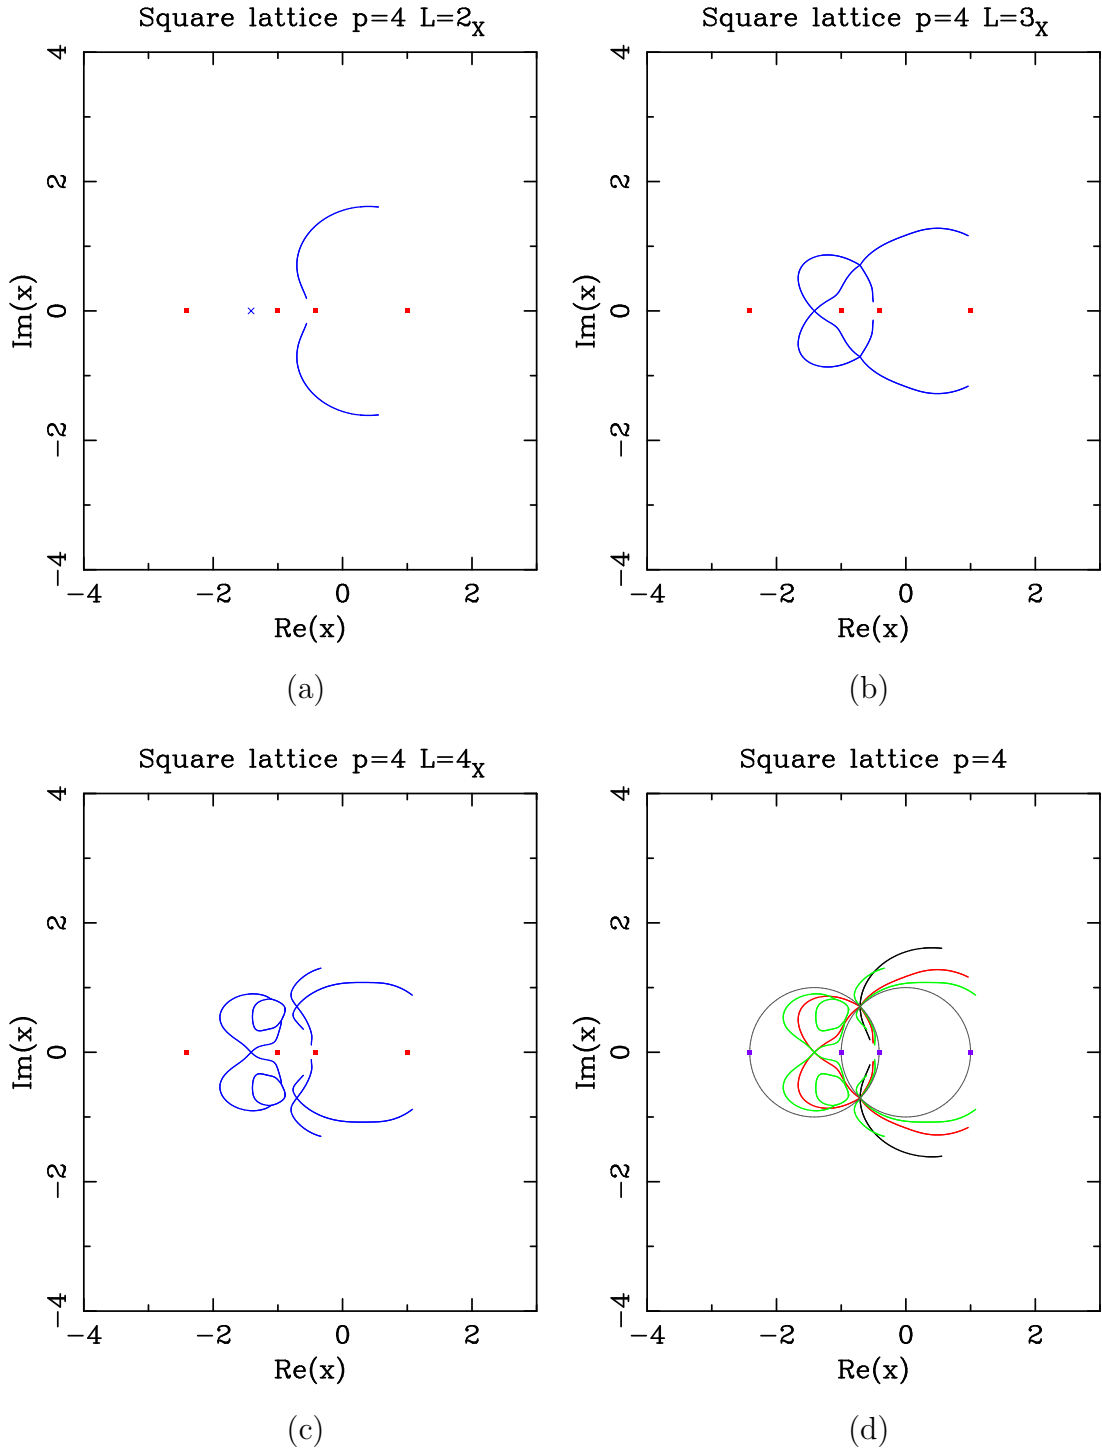 Square lattice p=4 L=2X
4
2
0
−2
−4
Im(x)
−4 −2 0 2
Re(x)
(a)
Square lattice p=4 L=3X
4
2
0
−2
−4
Im(x)
−4 −2 0 2
Re(x)
(b)
Square lattice p=4 L=4X
4
2
0
−2
−4
Im(x)
−4 −2 0 2
Re(x)
(c)
Square lattice p=4
4
2
0
−2
−4
Im(x)
−4 −2 0 2
Re(x)
(d)